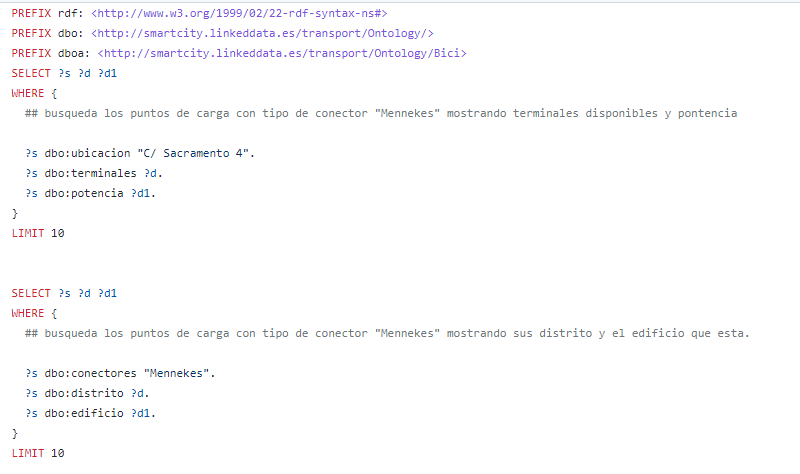 PREFIX rdf: <http://www.w3.org/1999/02/22-rdf-syntax-ns#>
PREFIX dbo: <http://smartcity.linkeddata.es/transport/Ontology/>
PREFIX dboa: <http://smartcity.linkeddata.es/transport/Ontology/Bici>
SELECT ?s ?d ?d1
WHERE {
## busqueda los puntos de carga con tipo de conector "Mennekes" mostrando terminales disponibles y pontencia
?s dbo:ubicacion "C/ Sacramento 4".
?s dbo:terminales ?d.
?s dbo:potencia ?d1.
}
LIMIT 10
SELECT ?s ?d ?d1
WHERE {
## busqueda los puntos de carga con tipo de conector "Mennekes" mostrando sus distrito y el edificio que esta.
?s dbo:conectores "Mennekes".
?s dbo:distrito ?d.
?s dbo:edificio ?d1.
}
LIMIT 10